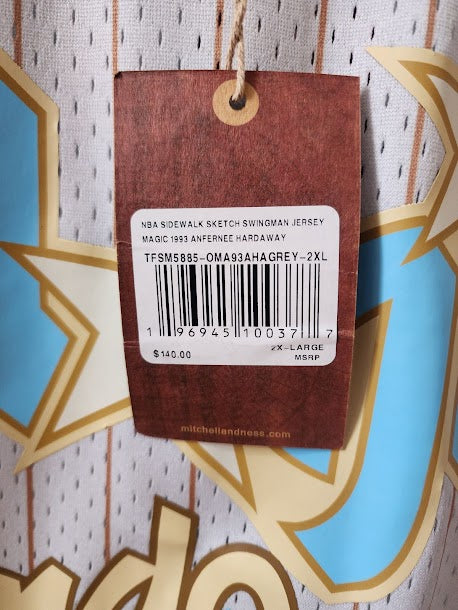 NBA SIDEWALK SKETCH SWINGMAN JERSEY
MAGIC 1993 ANFERNEE HARDAWAY
TFSM5885-OMA93AHAGREY-2XL
1 96945 10037 7
2X-LARGE
$140.00 MSRP
mitchellandness.com